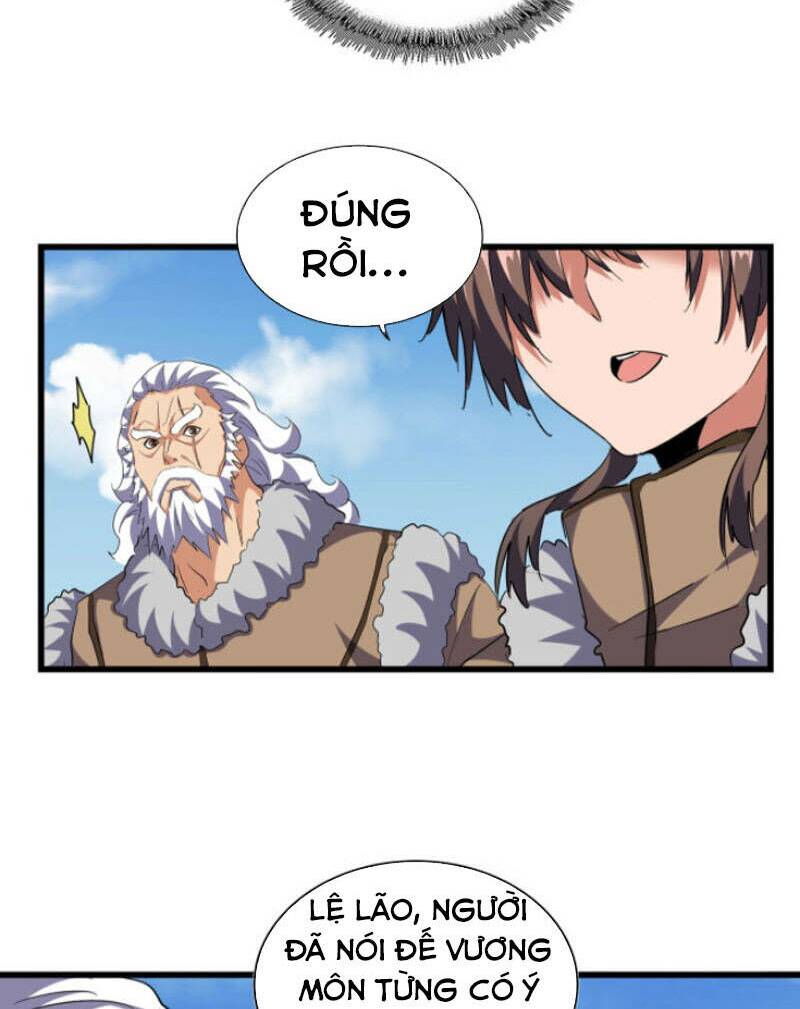 ĐÚNG
RỒI...
LỆ LÃO, NGƯỜI
ĐÃ NÓI ĐẾ VƯƠNG
MÔN TỪNG CÓ Ý